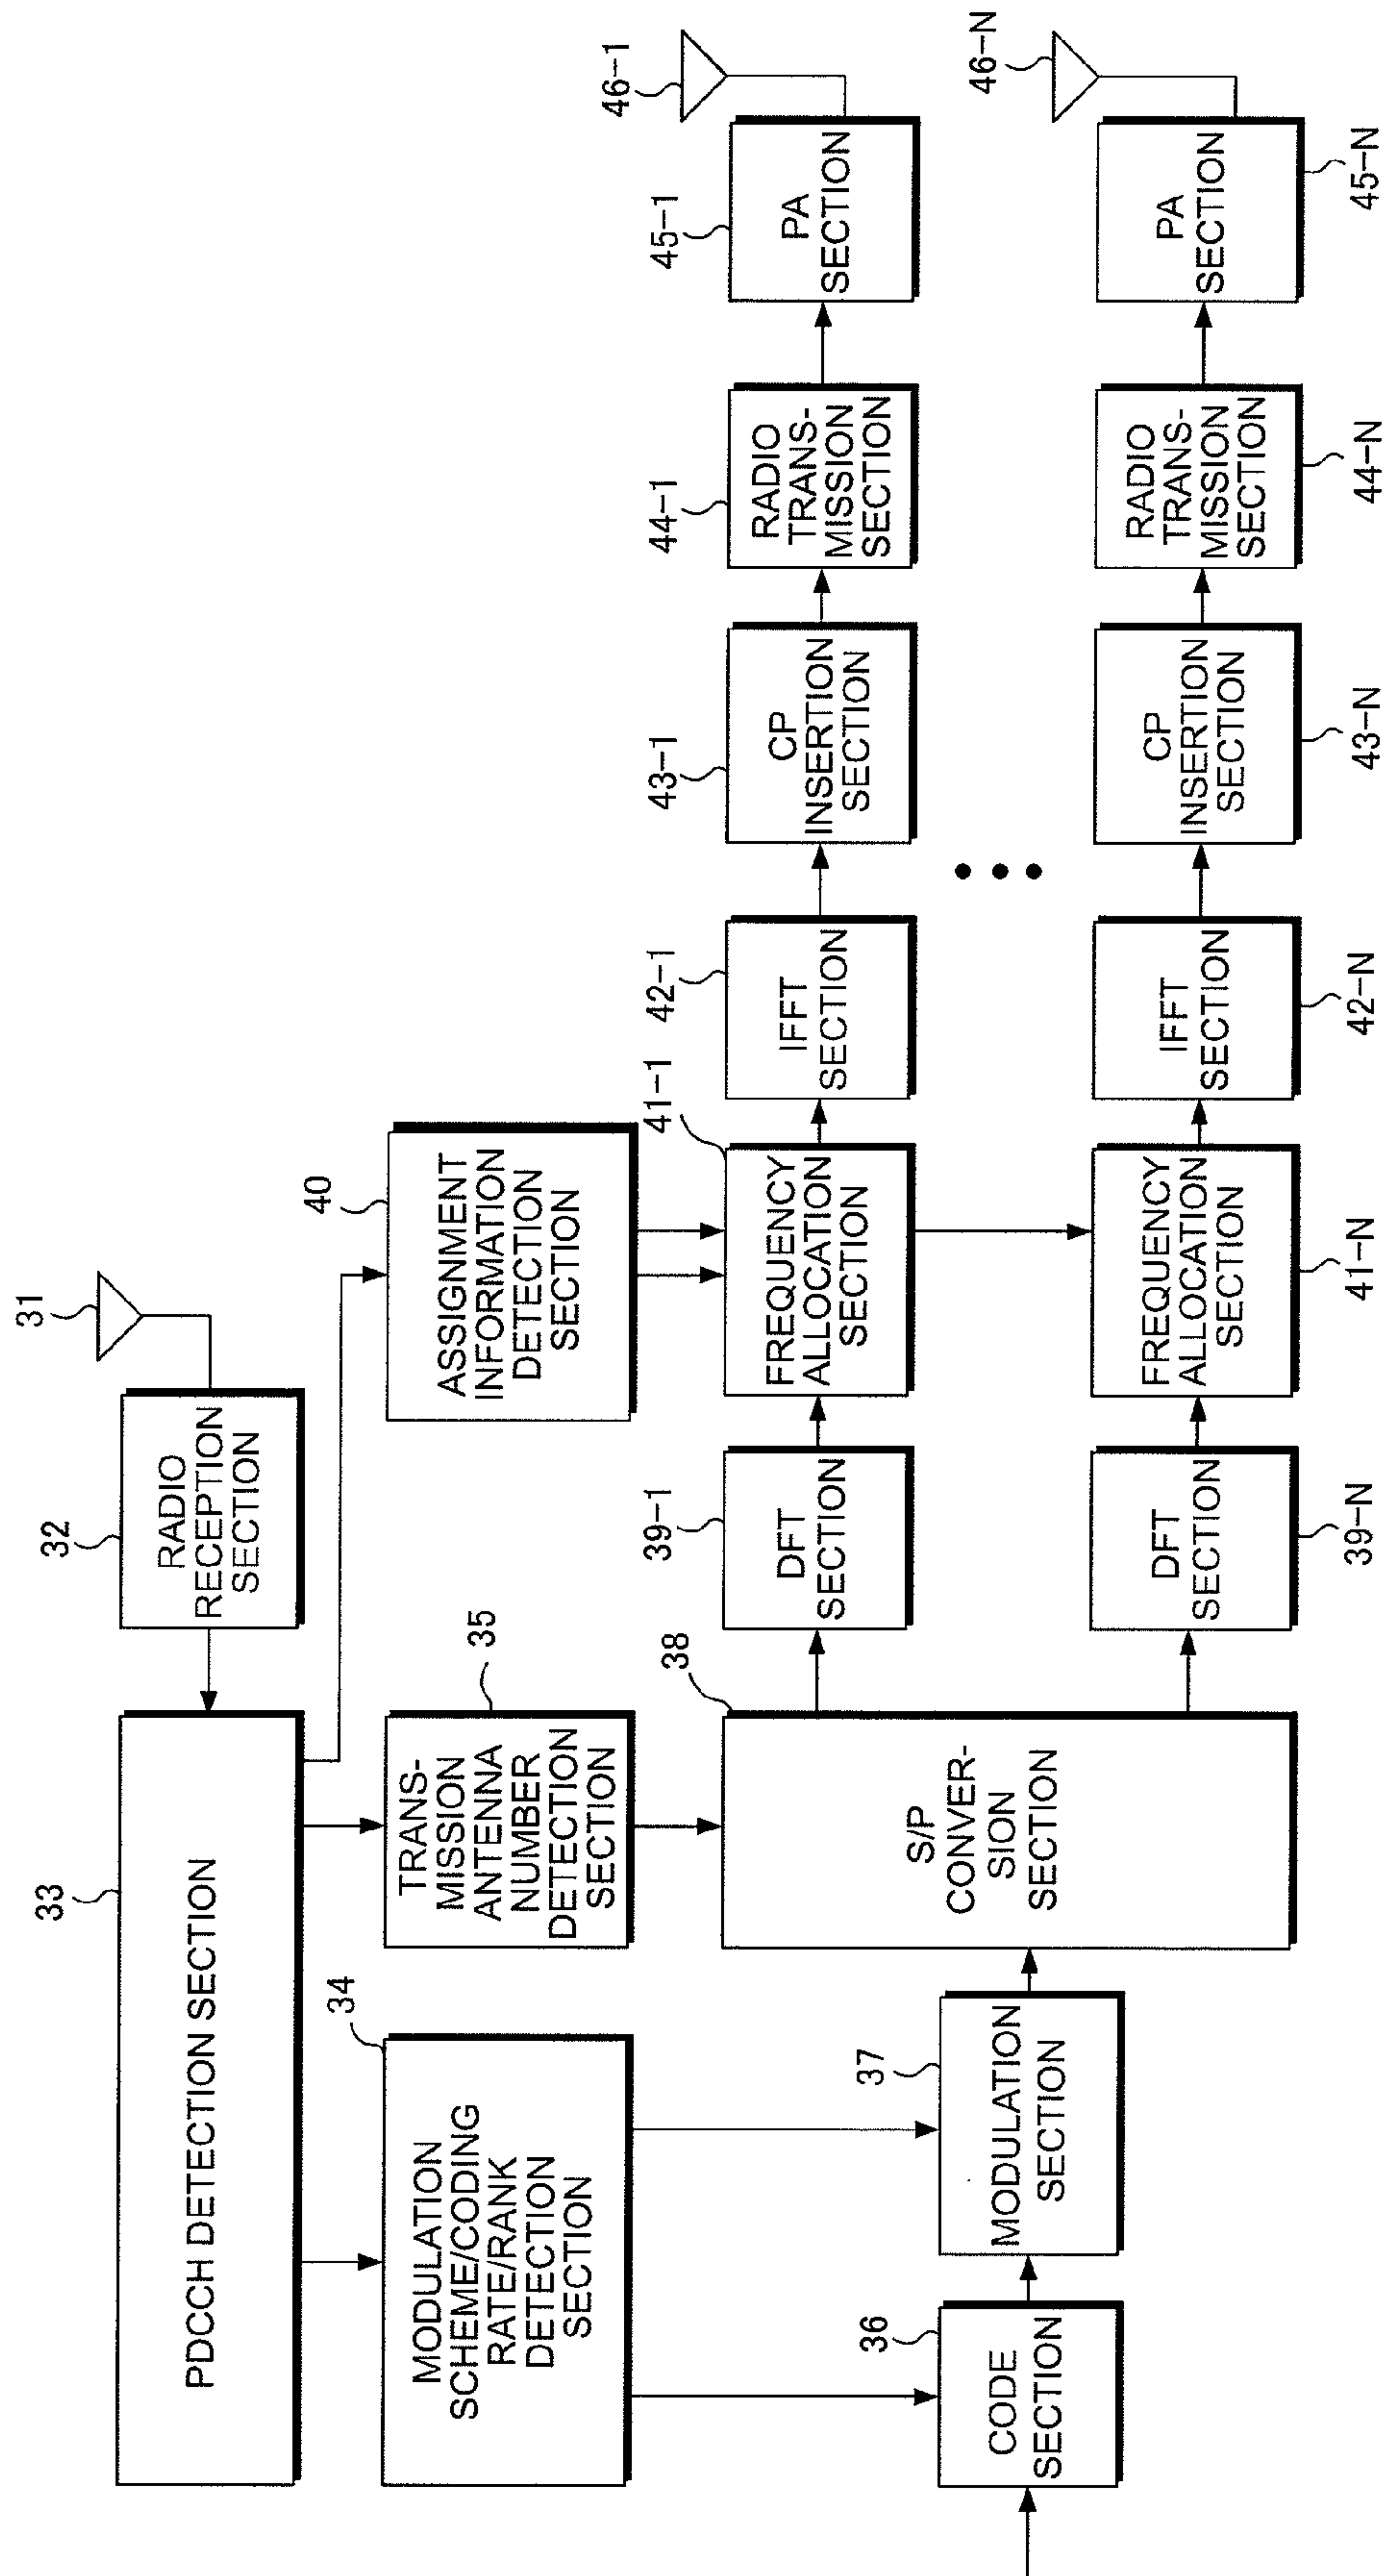 31
32
RADIO
RECEPTION
SECTION
33
PDCCH DETECTION SECTION
34
MODULATION
SCHEME/CODING
RATE/RANK
DETECTION
SECTION
35
TRANS-
MISSION
ANTENNA
NUMBER
DETECTION
SECTION
40
ASSIGNMENT
INFORMATION
DETECTION
SECTION
36
CODE
SECTION
37
MODULATION
SECTION
38
S/P
CONVER-
SION
SECTION
39-1
DFT
SECTION
41-1
FREQUENCY
ALLOCATION
SECTION
42-1
IFFT
SECTION
43-1
CP
INSERTION
SECTION
44-1
RADIO
TRANS-
MISSION
SECTION
45-1
PA
SECTION
46-1
DFT
SECTION
39-N
FREQUENCY
ALLOCATION
SECTION
41-N
IFFT
SECTION
42-N
CP
INSERTION
SECTION
43-N
RADIO
TRANS-
MISSION
SECTION
44-N
PA
SECTION
45-N
46-N